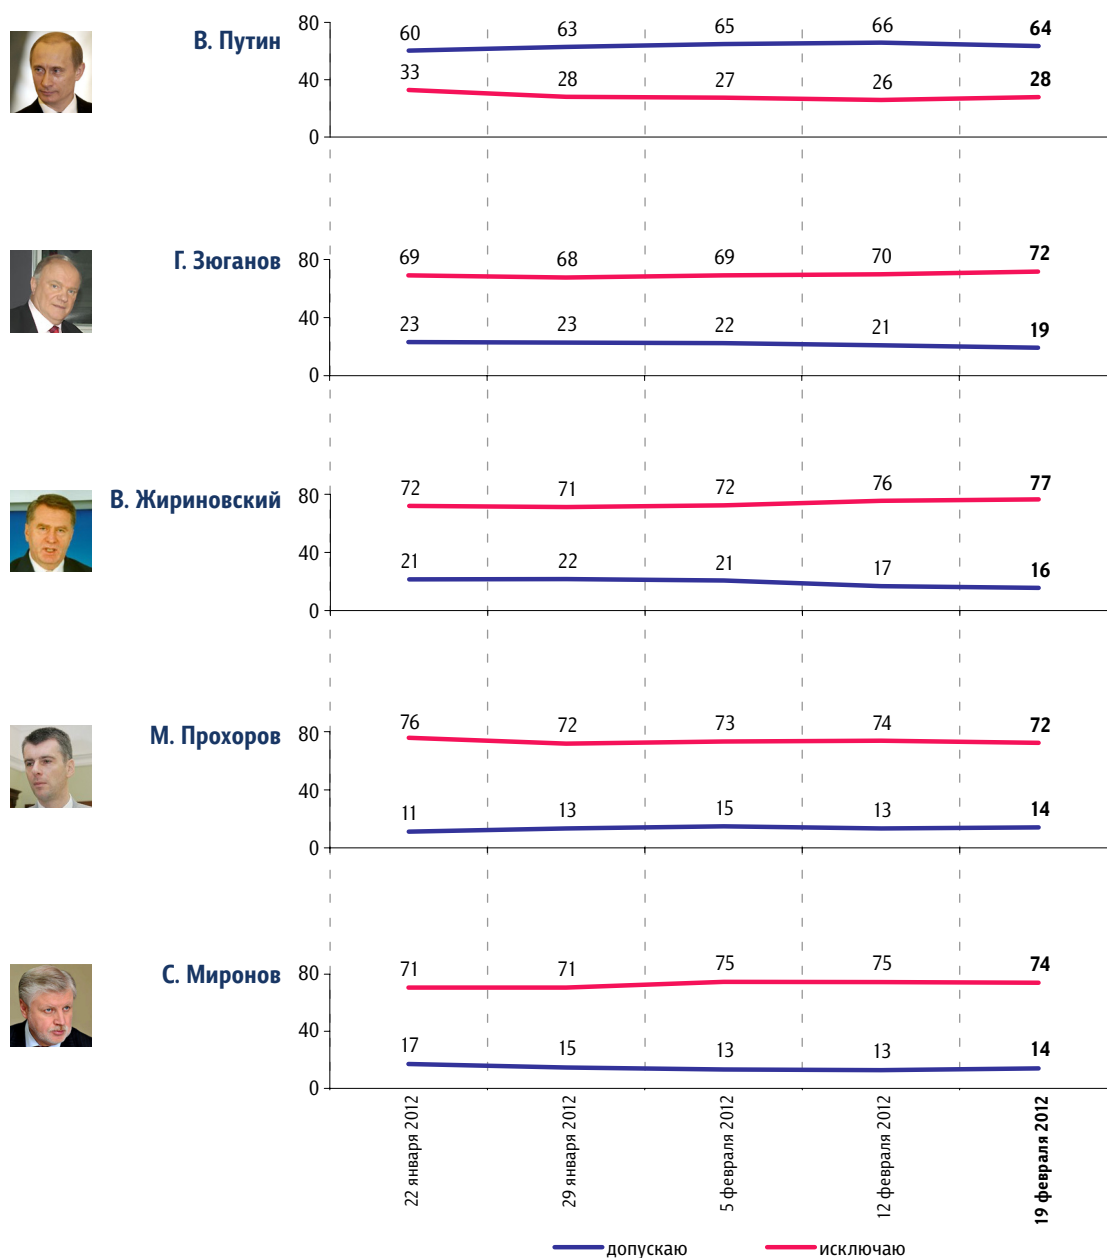 В. Путин
80
40
0
60 63 65 66 64
33 28 27 26 28
Г. Зюганов
80
40
0
69 68 69 70 72
23 23 22 21 19
В. Жириновский
80
40
0
72 71 72 76 77
21 22 21 17 16
М. Прохоров
80
40
0
76 72 73 74 72
11 13 15 13 14
С. Миронов
80
40
0
71 71 75 75 74
17 15 13 13 14
22 января 2012
29 января 2012
5 февраля 2012
12 февраля 2012
19 февраля 2012
допускаю
исключаю